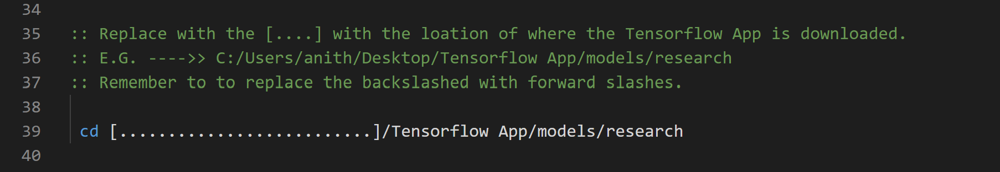 34
35 :: Replace with the [....] with the loation of where the Tensorflow App is downloaded.
36 :: E.G. ---->> C:/Users/anith/Desktop/Tensorflow App/models/research
37 :: Remember to to replace the backslashed with forward slashes.
38
39 cd [..........................]/Tensorflow App/models/research
40